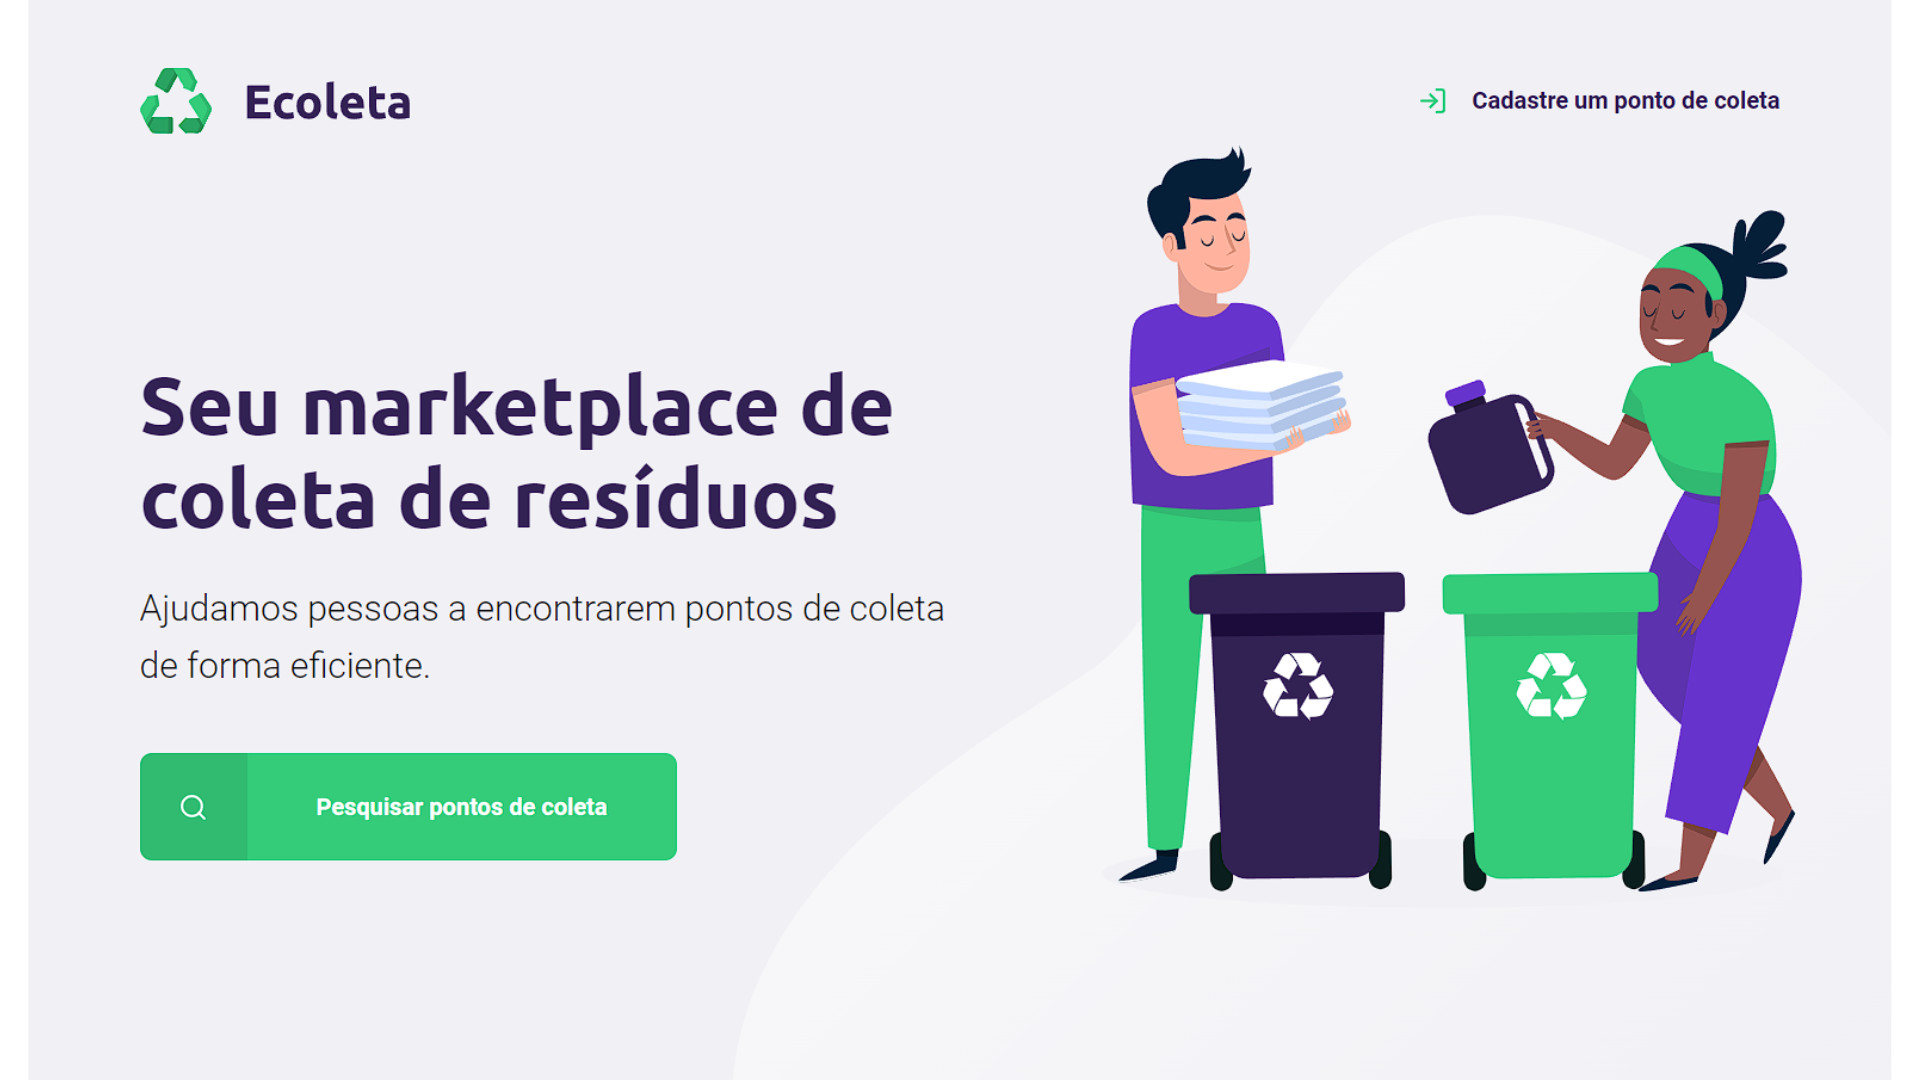 Ecoleta
Cadastre um ponto de coleta
Seu marketplace de
coleta de resíduos
Ajudamos pessoas a encontrarem pontos de coleta
de forma eficiente.
Pesquisar pontos de coleta